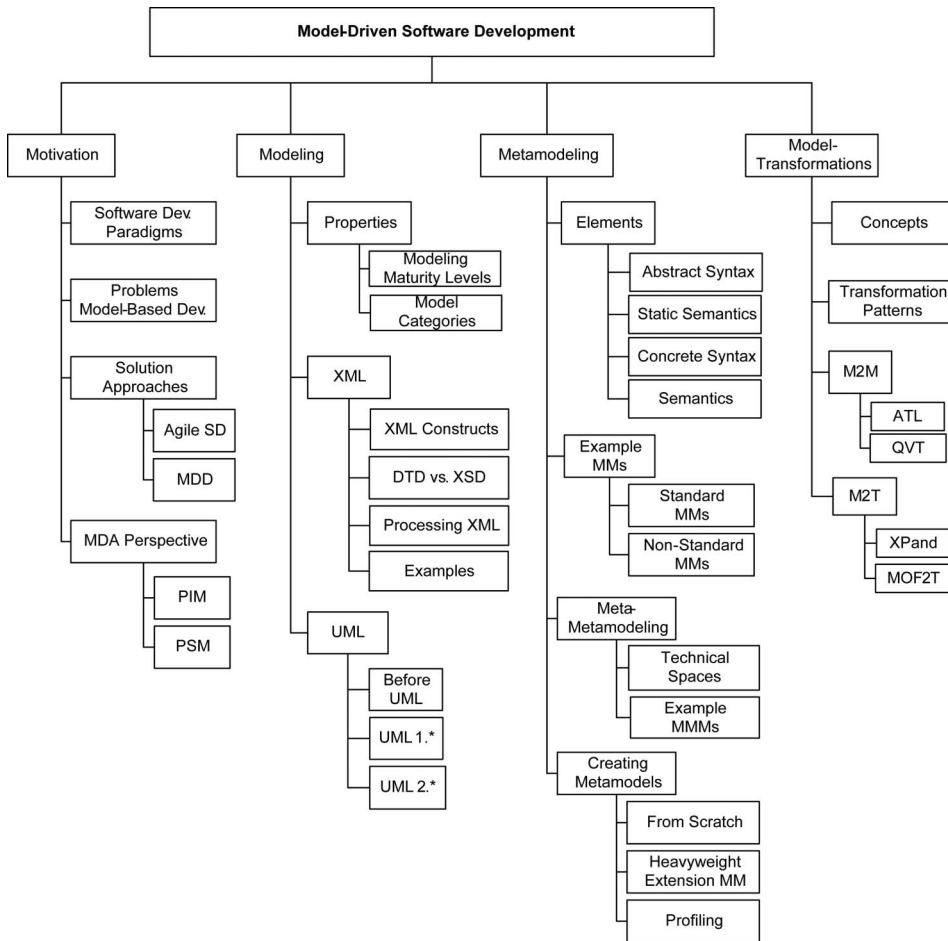 Model-Driven Software Development
Motivation
Software Dev.
Paradigms
Problems
Model-Based Dev.
Solution
Approaches
Agile SD
MDD
MDA Perspective
PIM
PSM
Modeling
Properties
Modeling
Maturity Levels
Model
Categories
XML
XML Constructs
DTD vs. XSD
Processing XML
Examples
UML
Before
UML
UML 1.*
UML 2.*
Metamodeling
Elements
Abstract Syntax
Static Semantics
Concrete Syntax
Semantics
Example
MMs
Standard
MMs
Non-Standard
MMs
Meta-
Metamodeling
Technical
Spaces
Example
MMMs
Creating
Metamodels
From Scratch
Heavyweight
Extension MM
Profiling
Model-
Transformations
Concepts
Transformation
Patterns
M2M
ATL
QVT
M2T
XPand
MOF2T